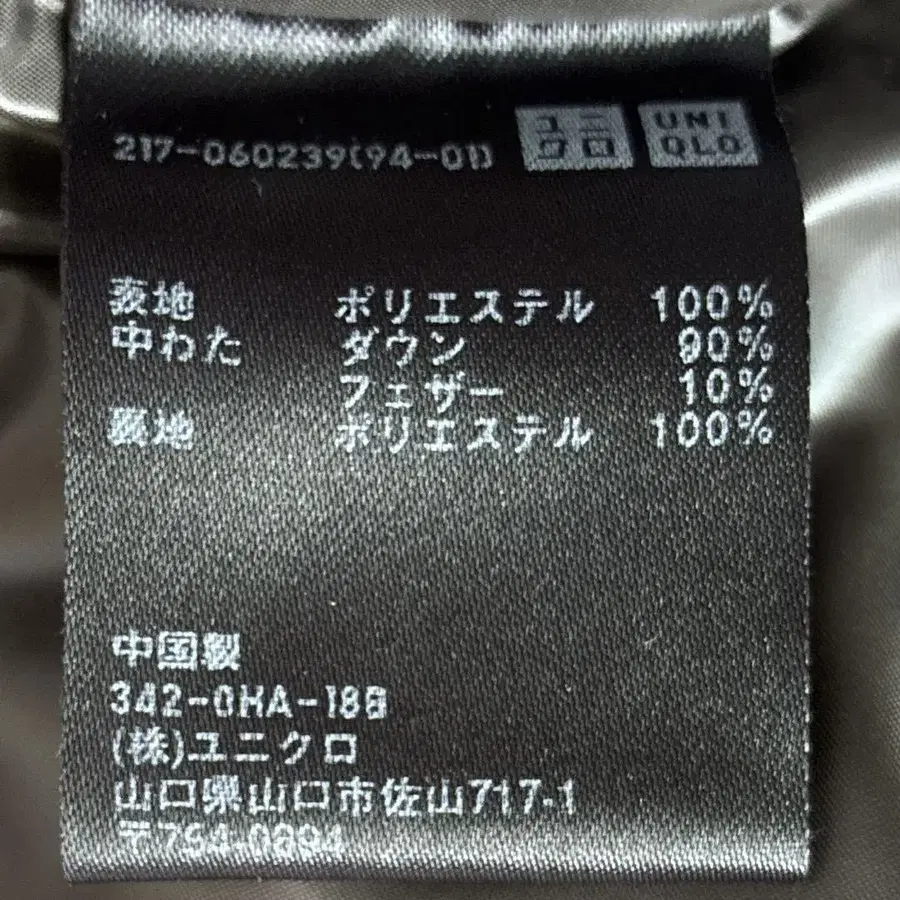 217-060239(94-01) ユニクロ UNIQLO
表地 ポリエステル 100%
中わた ダウン 90%
フェザー 10%
裏地 ポリエステル 100%
中国製
342-0HA-188
(株)ユニクロ
山口県山口市佐山717-1
〒754-0894